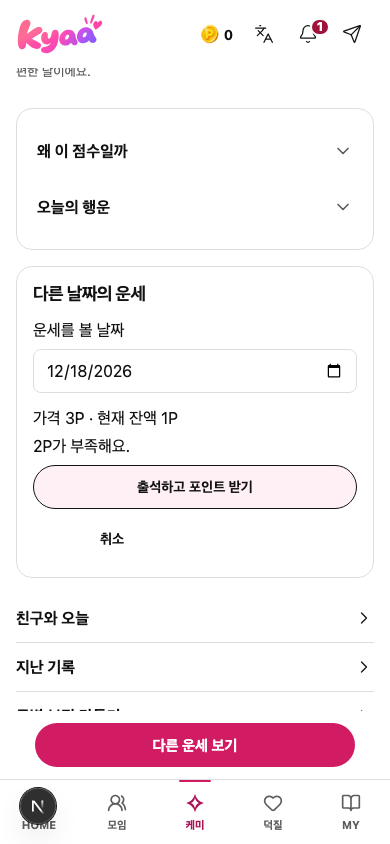 kyaa
P 0
1
편한 날이에요.
왜 이 점수일까
오늘의 행운
다른 날짜의 운세
운세를 볼 날짜
12/18/2026
가격 3P · 현재 잔액 1P
2P가 부족해요.
출석하고 포인트 받기
취소
친구와 오늘
지난 기록
다른 운세 보기
N
HOME
모임
케미
덕질
MY